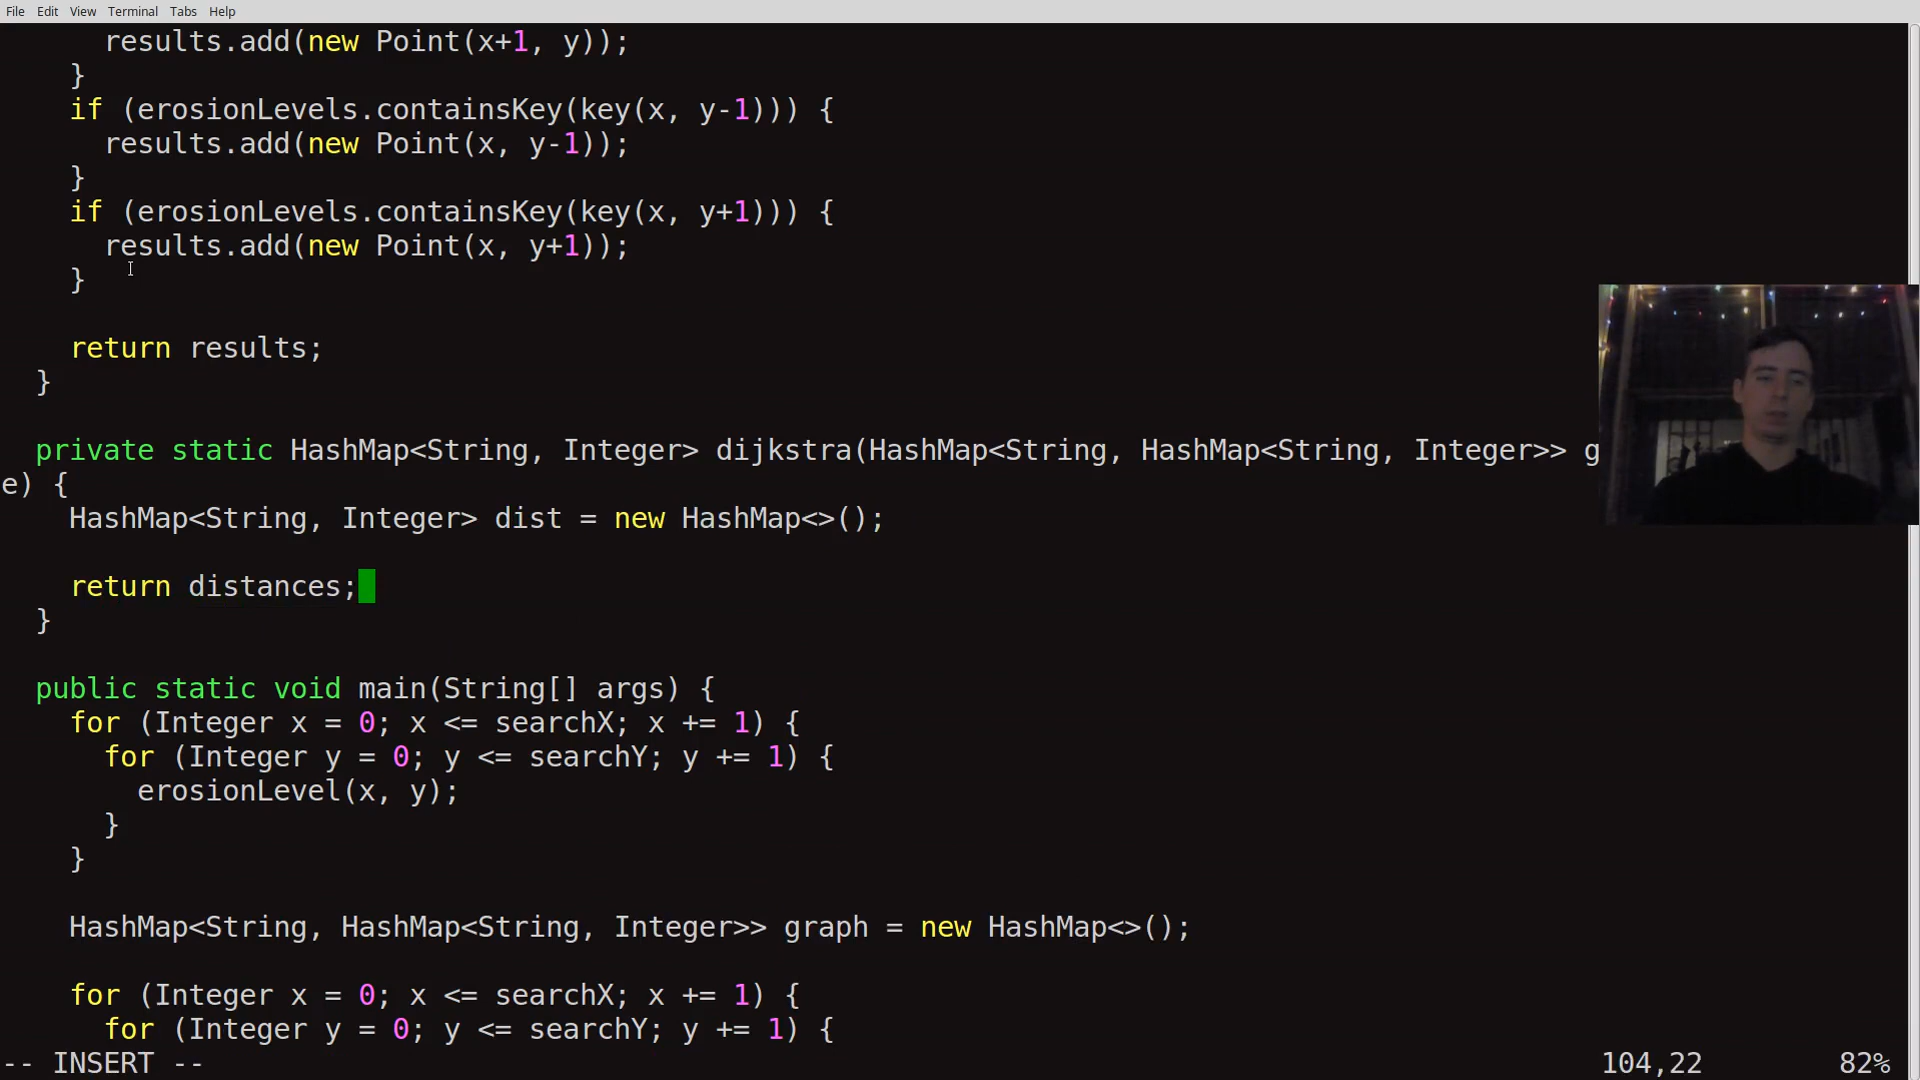 File Edit View Terminal Tabs Help
results.add(new Point(x+1, y));
}
if (erosionLevels.containsKey(key(x, y-1))) {
results.add(new Point(x, y-1));
}
if (erosionLevels.containsKey(key(x, y+1))) {
results.add(new Point(x, y+1));
}
return results;
}
private static HashMap<String, Integer> dijkstra(HashMap<String, HashMap<String, Integer>> g
e) {
HashMap<String, Integer> dist = new HashMap<>();
return distances;
}
public static void main(String[] args) {
for (Integer x = 0; x <= searchX; x += 1) {
for (Integer y = 0; y <= searchY; y += 1) {
erosionLevel(x, y);
}
}
HashMap<String, HashMap<String, Integer>> graph = new HashMap<>();
for (Integer x = 0; x <= searchX; x += 1) {
for (Integer y = 0; y <= searchY; y += 1) {
-- INSERT -- 104,22 82%